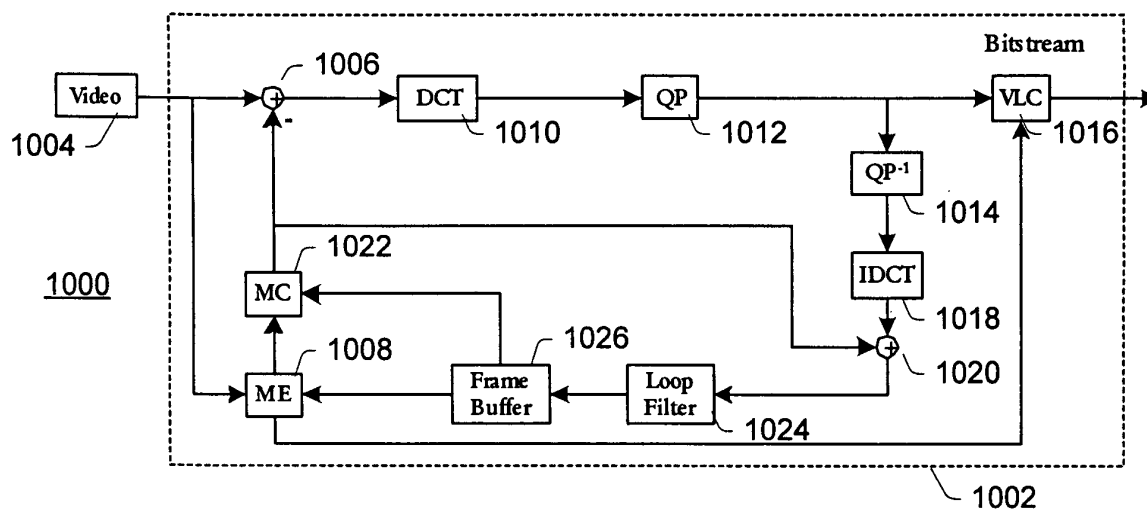 Bitstream
1006
Video
DCT
QP
VLC
1004
1010
1012
1016
-
QP-1
1014
1022
1000
MC
IDCT
1018
1008
1026
ME
Frame
Buffer
Loop
Filter
1020
1024
1002